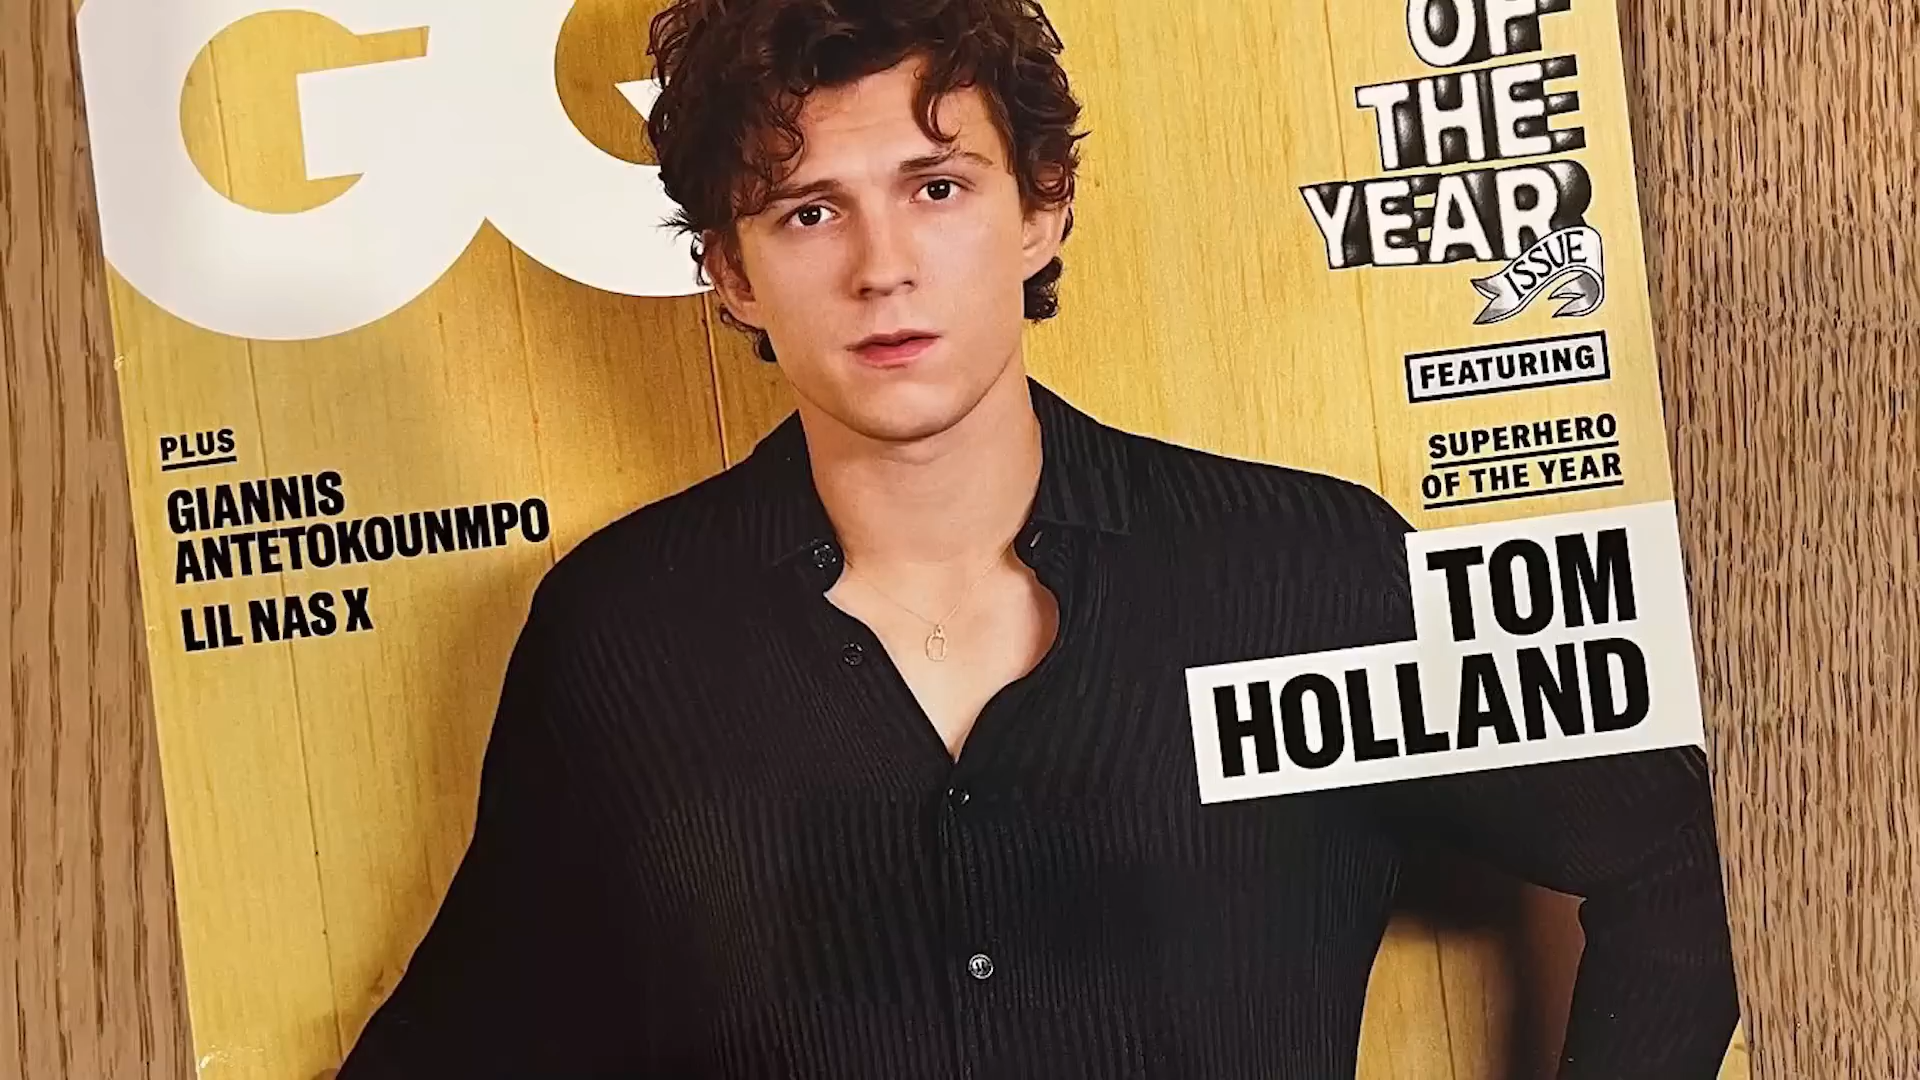 GQ
OF
THE
YEAR
ISSUE
FEATURING
SUPERHERO
OF THE YEAR
TOM
HOLLAND
PLUS
GIANNIS
ANTETOKOUNMPO
LIL NAS X